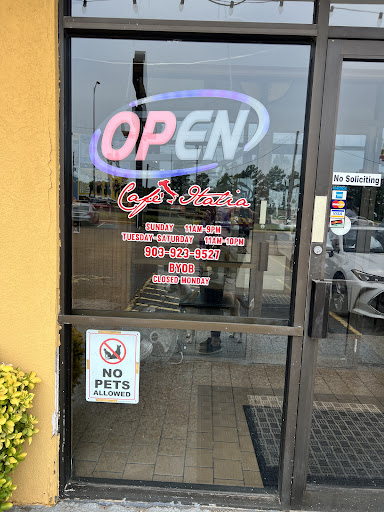 OPEN
Cafe Italia
SUNDAY 11AM-9PM
TUESDAY-SATURDAY 11AM-10PM
903-923-9527
BYOB
CLOSED MONDAY
No Soliciting
NO
PETS
ALLOWED